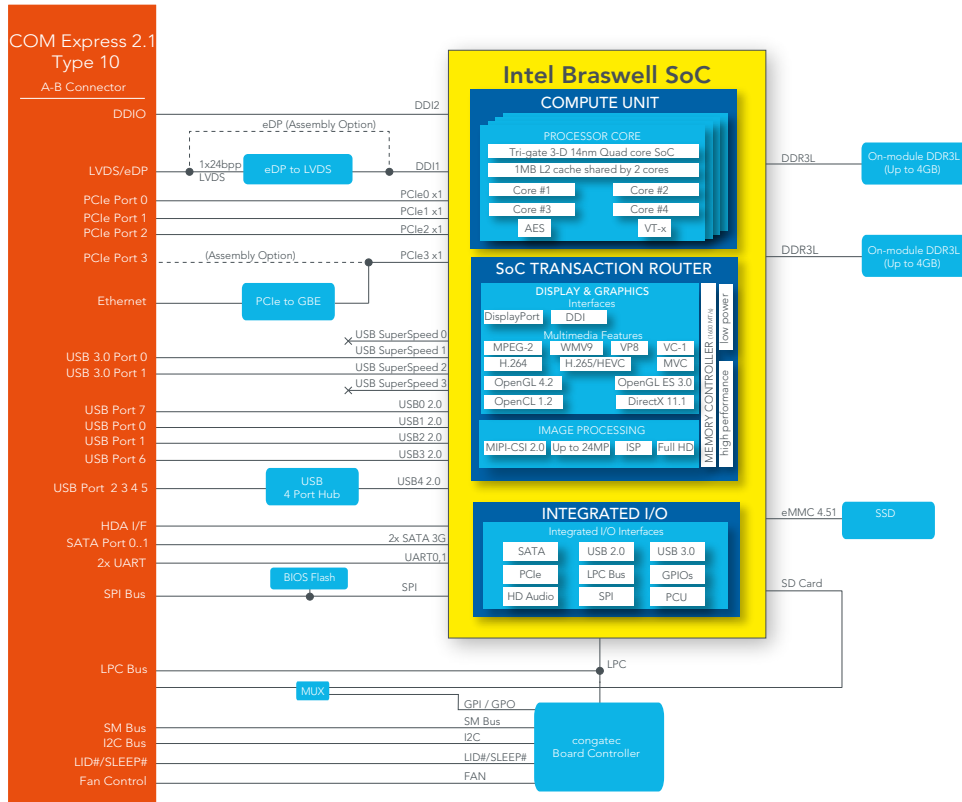 COM Express 2.1
Type 10
A-B Connector
DDIO
LVDS/eDP
PCIe Port 0
PCIe Port 1
PCIe Port 2
PCIe Port 3
Ethernet
USB 3.0 Port 0
USB 3.0 Port 1
USB Port 7
USB Port 0
USB Port 1
USB Port 6
USB Port 2 3 4 5
HDA I/F
SATA Port 0..1
2x UART
SPI Bus
LPC Bus
SM Bus
I2C Bus
LID#/SLEEP#
Fan Control
DDI2
eDP (Assembly Option)
1x24bpp
LVDS
eDP to LVDS
DDI1
PCIe0 x1
PCIe1 x1
PCIe2 x1
(Assembly Option)
PCIe3 x1
PCIe to GBE
USB SuperSpeed 0
USB SuperSpeed 1
USB SuperSpeed 2
USB SuperSpeed 3
USB0 2.0
USB1 2.0
USB2 2.0
USB3 2.0
USB
4 Port Hub
USB4 2.0
2x SATA 3G
UART0,1
BIOS Flash
SPI
Intel Braswell SoC
COMPUTE UNIT
PROCESSOR CORE
Tri-gate 3-D 14nm Quad core SoC
1MB L2 cache shared by 2 cores
Core #1
Core #2
Core #3
Core #4
AES
VT-x
SoC TRANSACTION ROUTER
DISPLAY & GRAPHICS
Interfaces
DisplayPort
DDI
Multimedia Features
MPEG-2
WMV9
VP8
VC-1
H.264
H.265/HEVC
MVC
OpenGL 4.2
OpenGL ES 3.0
OpenCL 1.2
DirectX 11.1
IMAGE PROCESSING
MIPI-CSI 2.0
Up to 24MP
ISP
Full HD
MEMORY CONTROLLER (1600 MT/s)
low power
high performance
INTEGRATED I/O
Integrated I/O Interfaces
SATA
USB 2.0
USB 3.0
PCIe
LPC Bus
GPIOs
HD Audio
SPI
PCU
DDR3L
On-module DDR3L
(Up to 4GB)
DDR3L
On-module DDR3L
(Up to 4GB)
eMMC 4.51
SSD
SD Card
LPC
MUX
GPI / GPO
SM Bus
I2C
LID#/SLEEP#
FAN
congatec
Board Controller